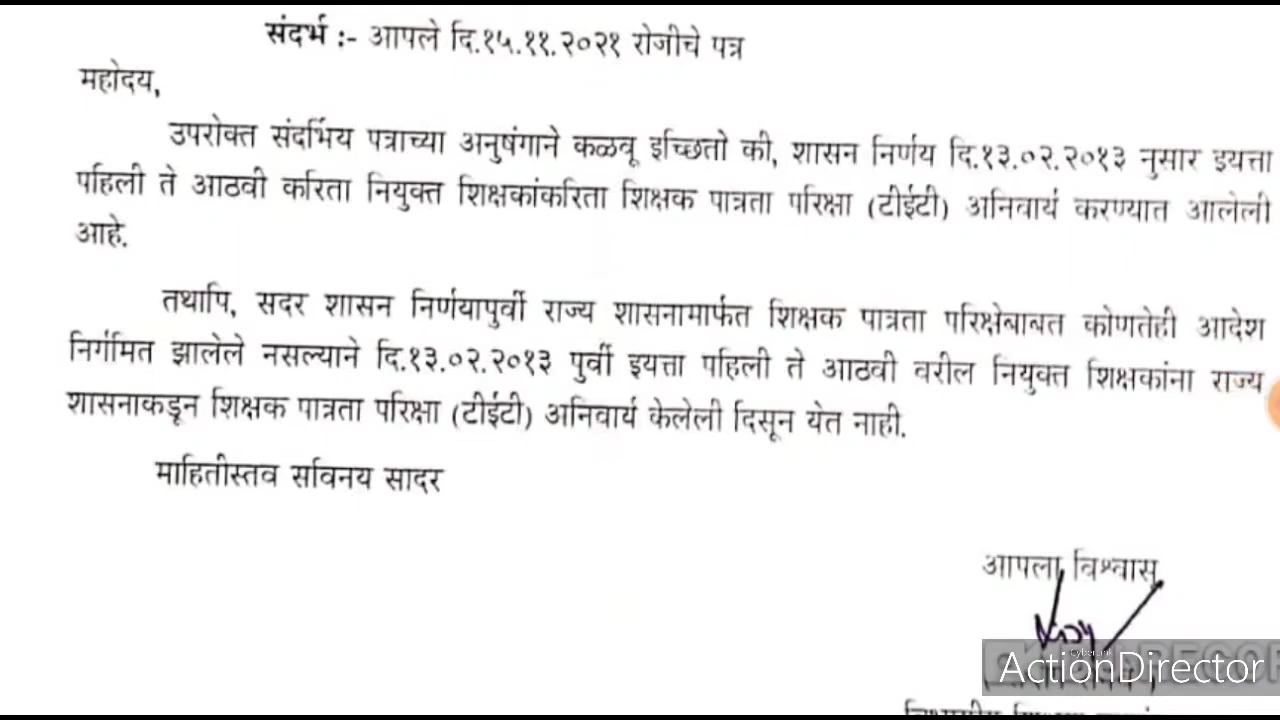 संदर्भ :- आपले दि.१५.११.२०२१ रोजीचे पत्र
महोदय,
उपरोक्त संदर्भिय पत्राच्या अनुषंगाने कळवू इच्छितो की, शासन निर्णय दि.१३.०२.२०१३ नुसार इयत्ता
पहिली ते आठवी करिता नियुक्त शिक्षकांकरिता शिक्षक पात्रता परिक्षा (टीईटी) अनिवार्य करण्यात आलेली
आहे.
तथापि, सदर शासन निर्णयापुर्वी राज्य शासनामार्फत शिक्षक पात्रता परिक्षेबाबत कोणतेही आदेश
निर्गमित झालेले नसल्याने दि.१३.०२.२०१३ पुर्वी इयत्ता पहिली ते आठवी वरील नियुक्त शिक्षकांना राज्य
शासनाकडून शिक्षक पात्रता परिक्षा (टीईटी) अनिवार्य केलेली दिसून येत नाही.
माहितीस्तव सविनय सादर
आपला विश्वासू
CyberLink
ActionDirector